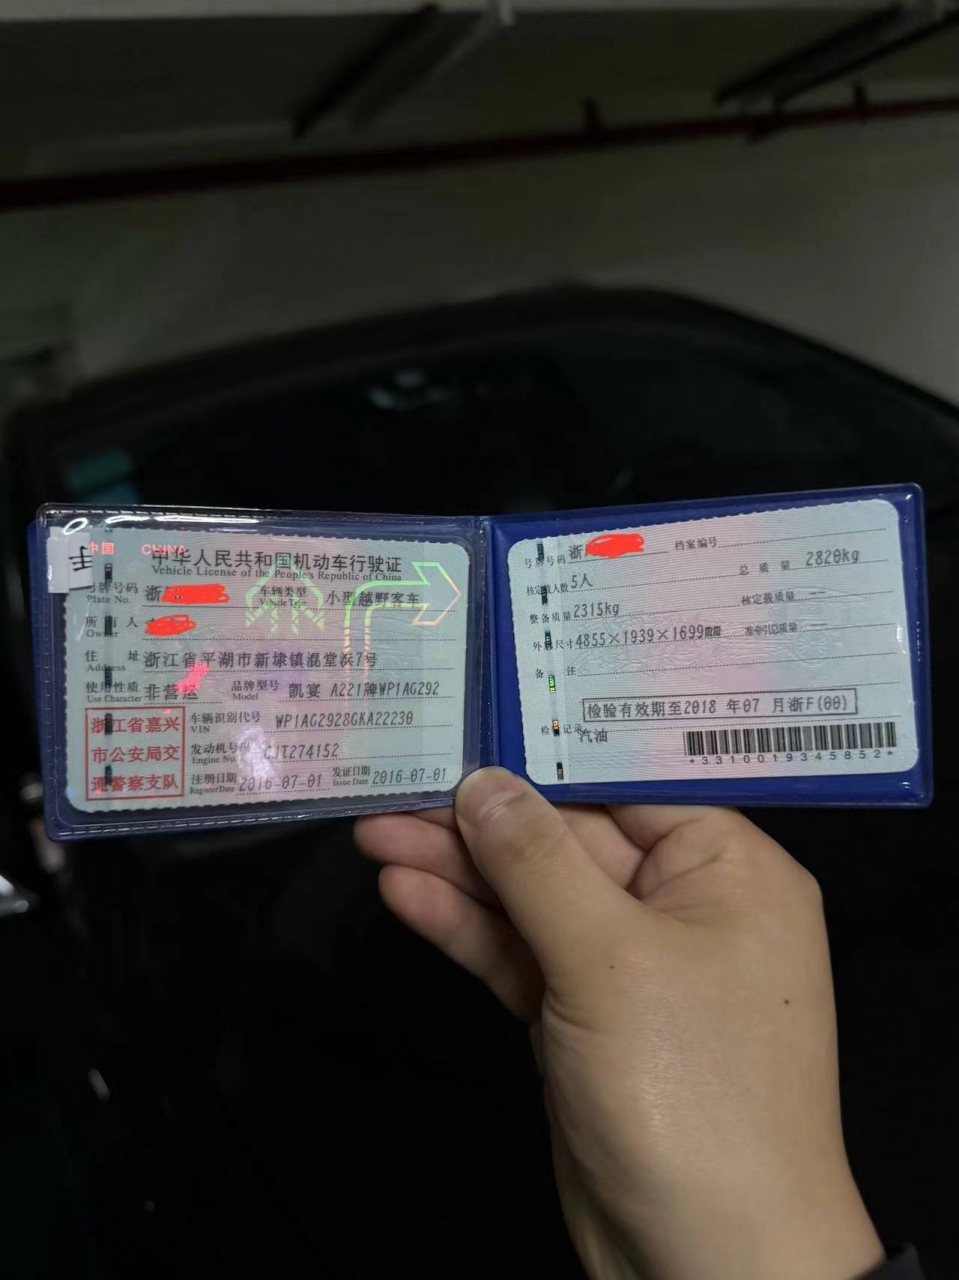 中国 CHINA
中华人民共和国机动车行驶证
Vehicle License of the People's Republic of China
号牌号码 浙 车辆类型 小型越野客车
Plate No. Vehicle Type
所有人
Owner
住址 浙江省平湖市新埭镇混堂浜7号
Address
使用性质 非营运 品牌型号 凯宴 A221牌WP1AG292
Use Character Model
浙江省嘉兴
市公安局交
通警察支队
车辆识别代号 WP1AG2928GKA22230
VIN
发动机号码 CJT274152
Engine No.
注册日期 2016-07-01 发证日期 2016-07-01
Register Date Issue Date
号牌号码 浙 档案编号
核定载人数 5人 总质量 2820kg
整备质量 2315kg 核定载质量 --
外廓尺寸 4855×1939×1699mm 准牵引总质量 --
备注
检验有效期至2018 年07 月浙F(00)
检验记录
汽油
*3310019345852*